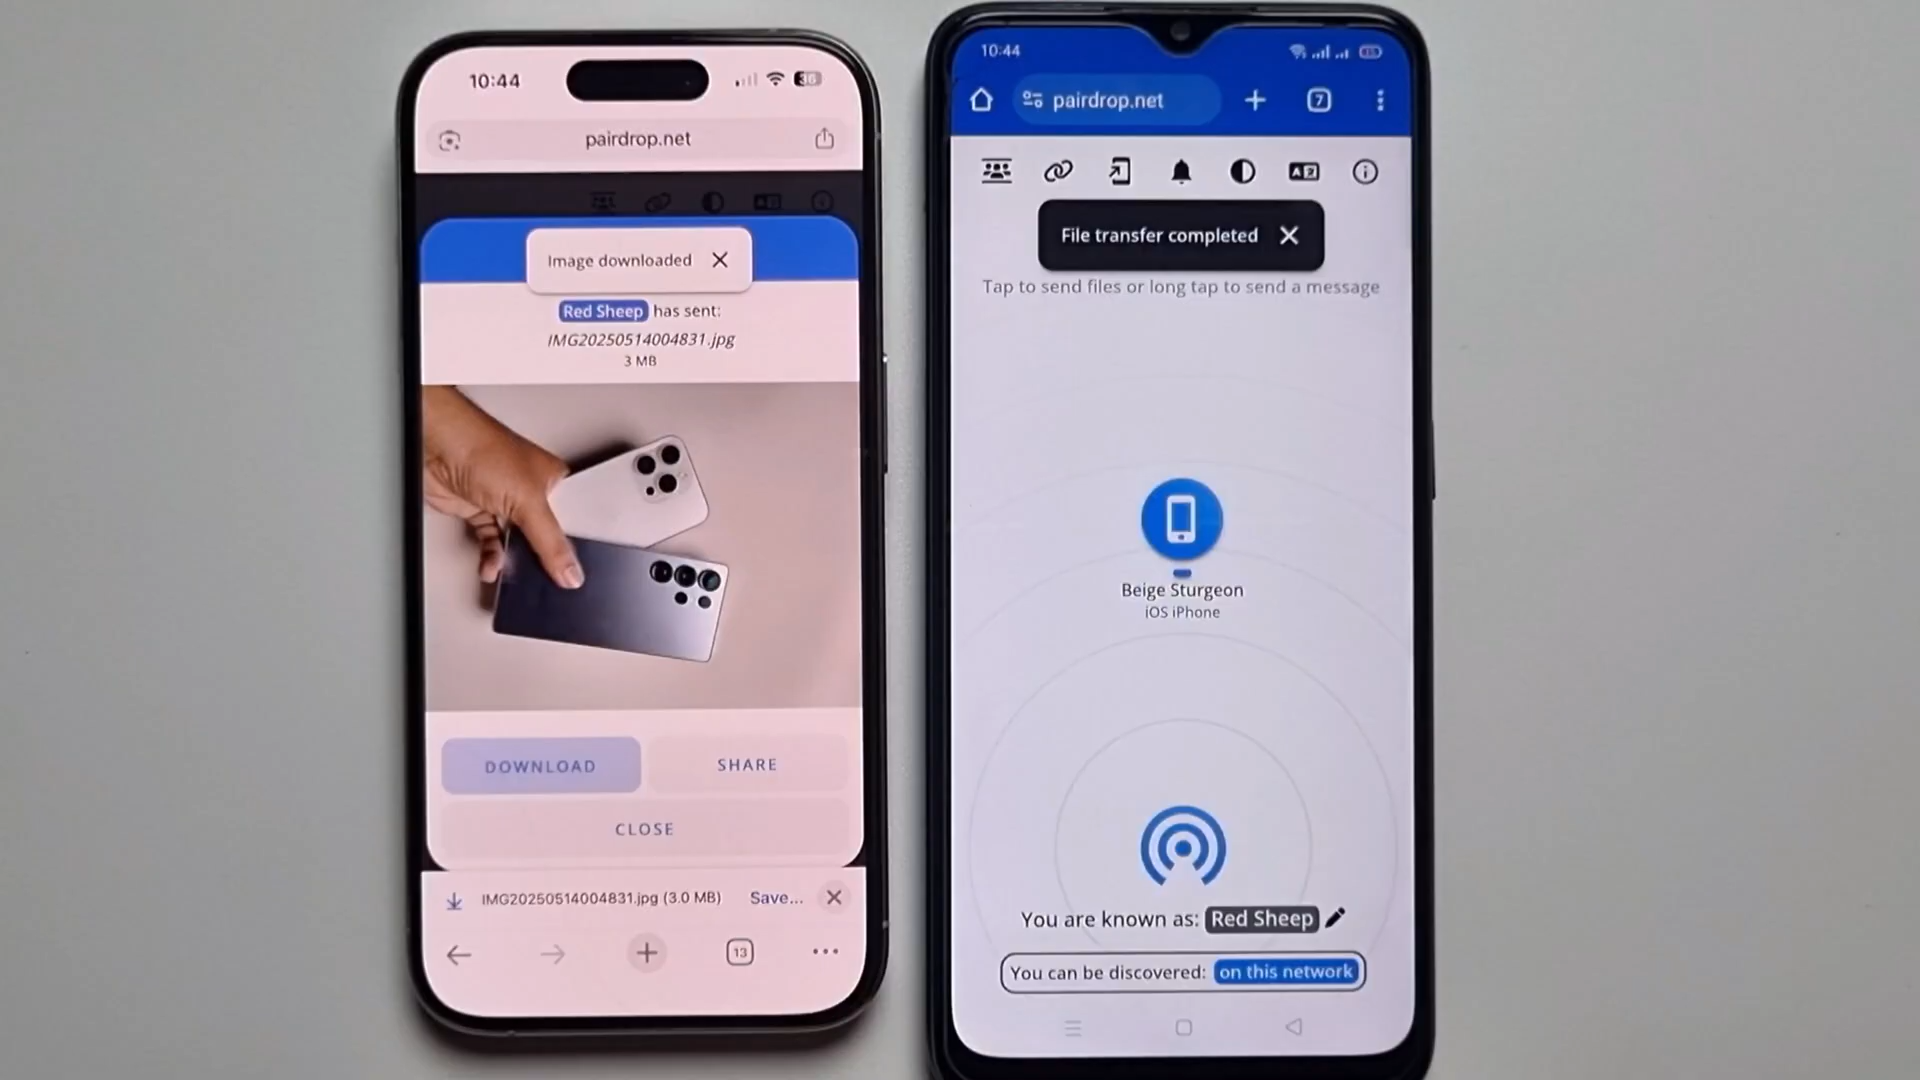 10:44
36
pairdrop.net
Image downloaded
Red Sheep has sent:
IMG20250514004831.jpg
3 MB
DOWNLOAD
SHARE
CLOSE
IMG20250514004831.jpg (3.0 MB) Save...
13
10:44
pairdrop.net
7
File transfer completed
Tap to send files or long tap to send a message
Beige Sturgeon
iOS iPhone
You are known as: Red Sheep
You can be discovered: on this network